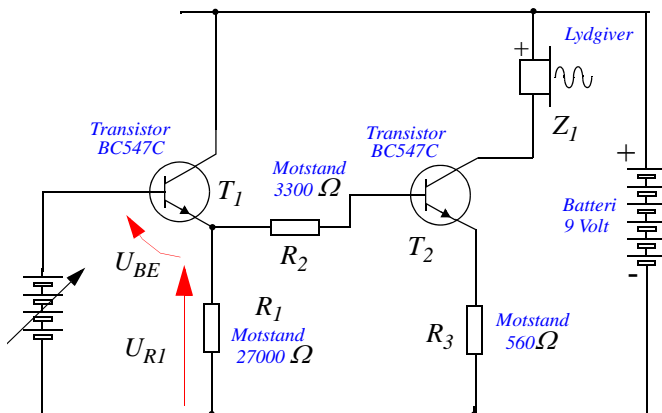 +
Lydgiver
Z1
Transistor
BC547C
Transistor
BC547C
Motstand
3300 Ω
T1
+
Batteri
9 Volt
-
T2
R2
UBE
R1
Motstand
27000 Ω
UR1
R3
Motstand
560Ω